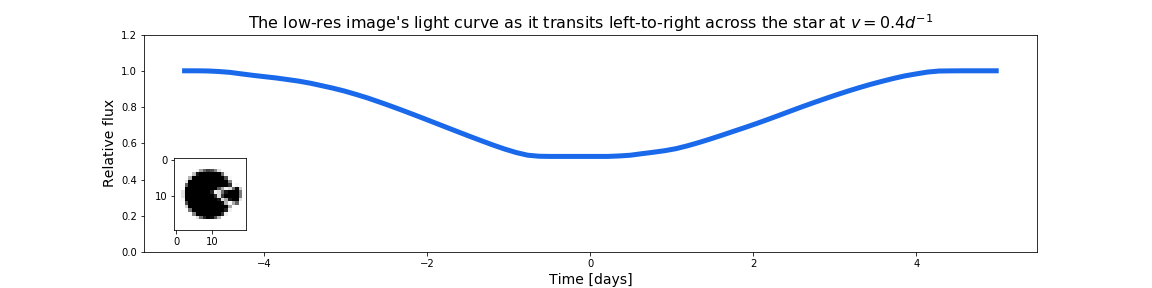 The low-res image's light curve as it transits left-to-right across the star at v = 0.4d⁻¹
1.2
1.0
0.8
0.6
0.4
0.2
0.0
Relative flux
0
10
0 10
−4 −2 0 2 4
Time [days]